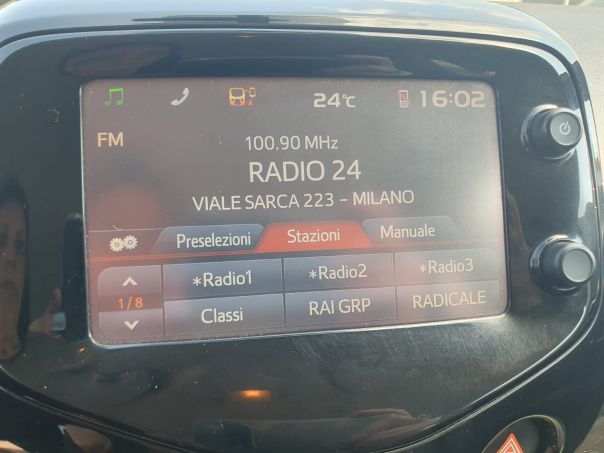 24°C 16:02
FM
100.90 MHz
RADIO 24
VIALE SARCA 223 - MILANO
Preselezioni Stazioni Manuale
*Radio1 *Radio2 *Radio3
1/8
Classi RAI GRP RADICALE